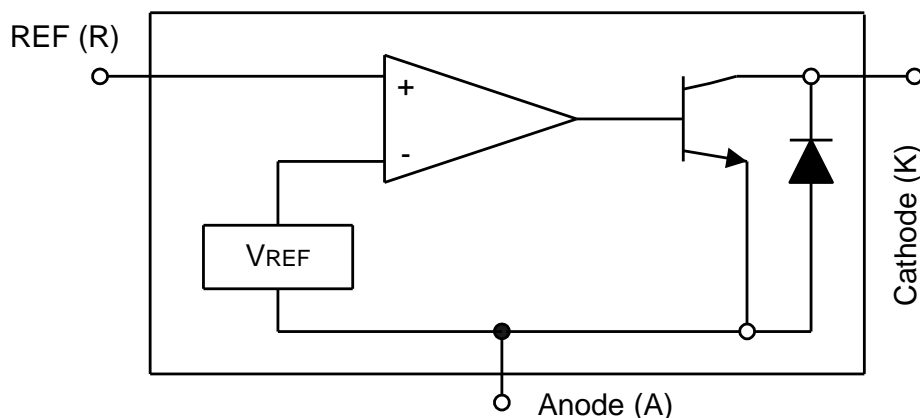 REF (R)
+
-
VREF
Cathode (K)
Anode (A)